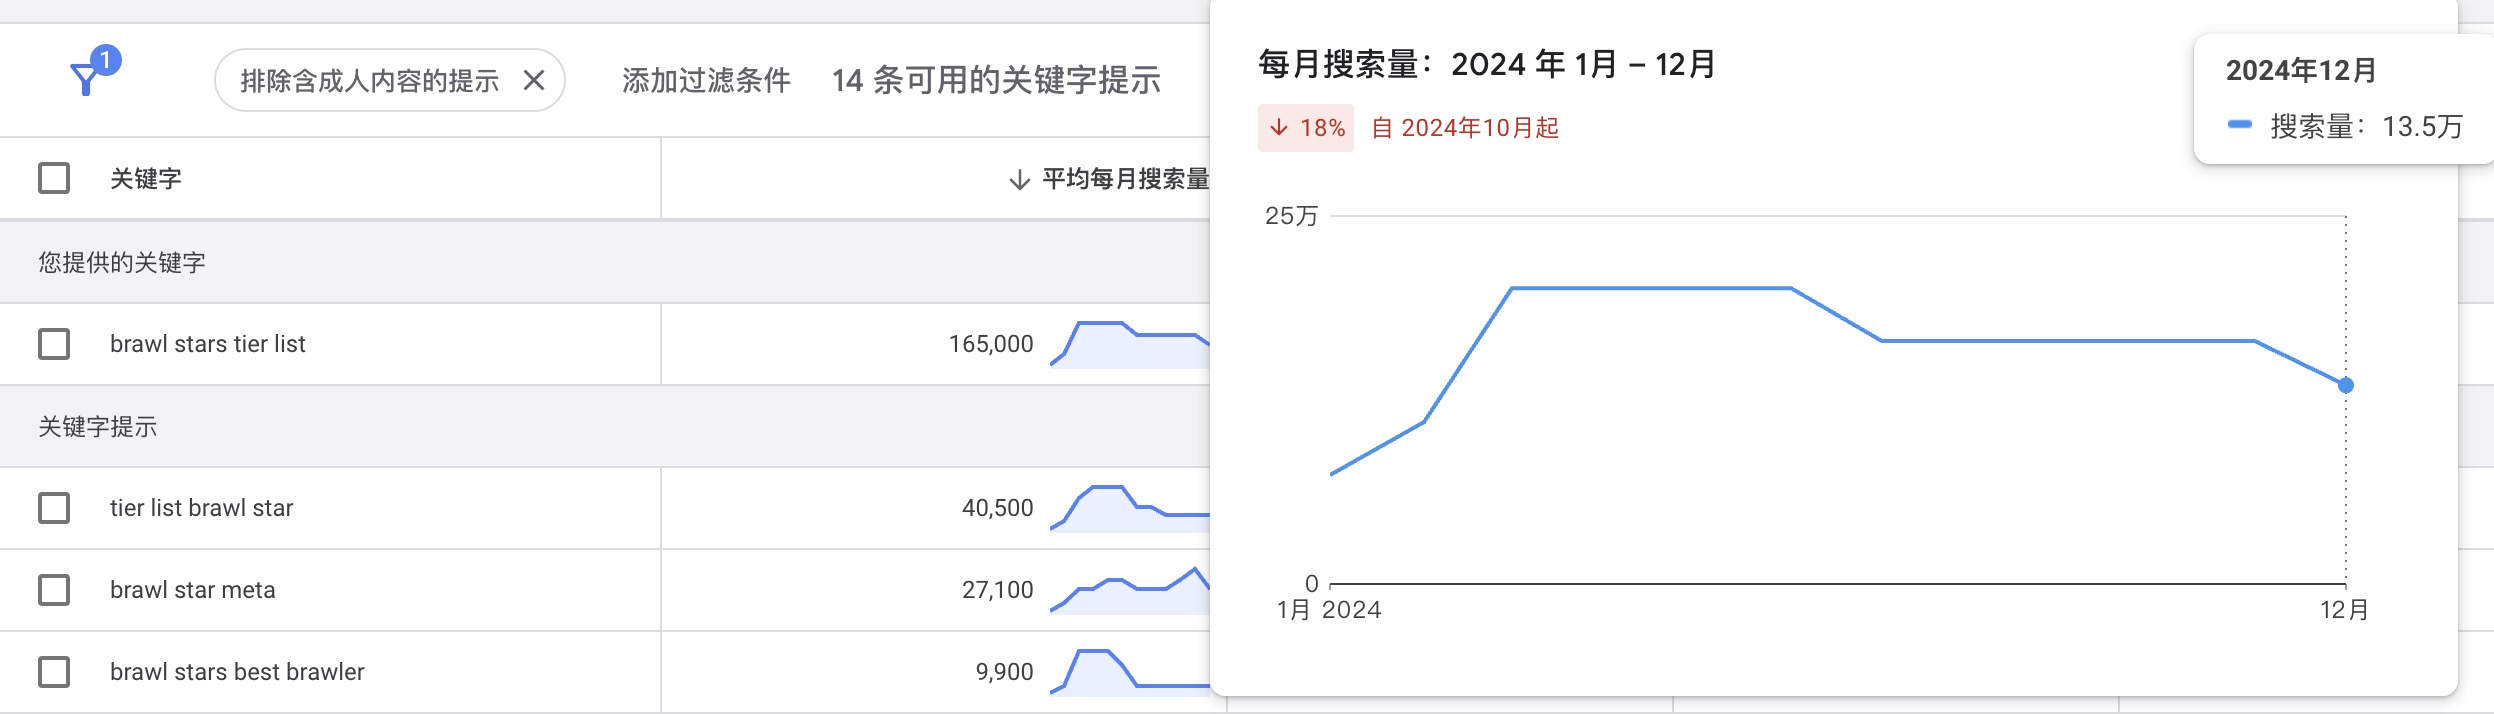 1
排除含成人内容的提示
添加过滤条件
14 条可用的关键字提示
关键字
平均每月搜索量
您提供的关键字
brawl stars tier list
165,000
关键字提示
tier list brawl star
40,500
brawl star meta
27,100
brawl stars best brawler
9,900
每月搜索量：2024 年 1月 – 12月
18%
自 2024年10月起
2024年12月
搜索量： 13.5万
25万
0
1月 2024
12月